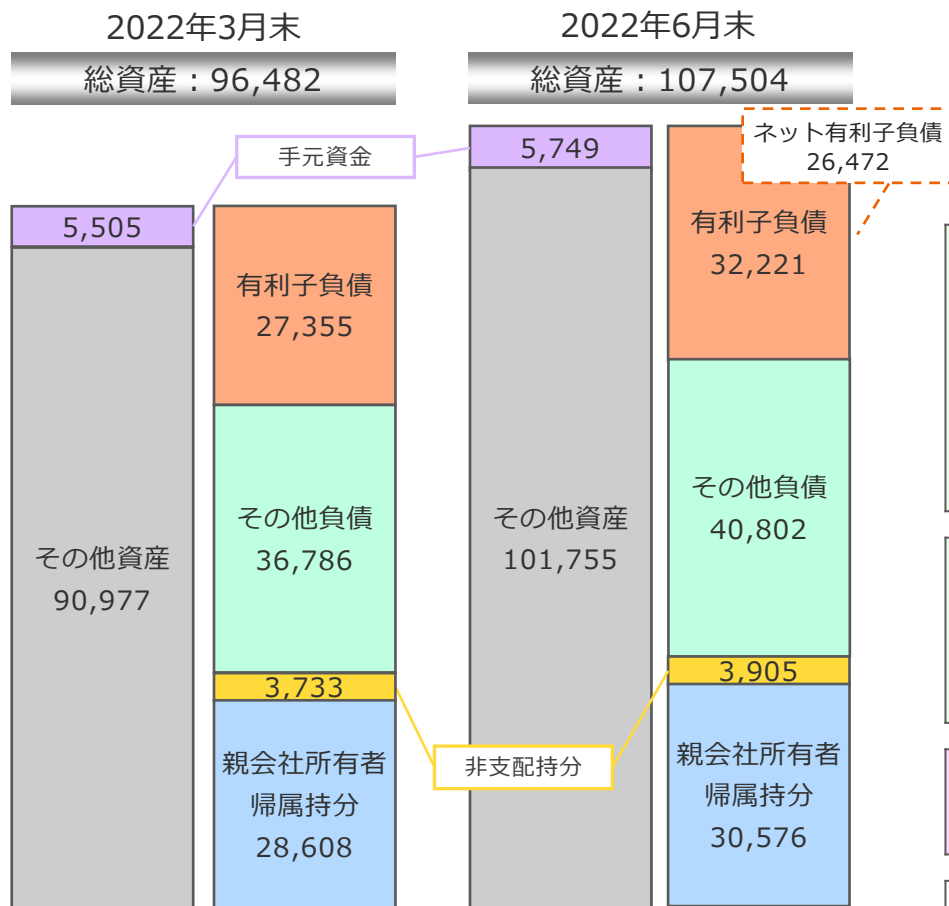 2022年3月末
総資産：96,482
手元資金
5,505
その他資産
90,977
有利子負債
27,355
その他負債
36,786
3,733
親会社所有者
帰属持分
28,608
非支配持分
2022年6月末
総資産：107,504
5,749
その他資産
101,755
ネット有利子負債
26,472
有利子負債
32,221
その他負債
40,802
3,905
親会社所有者
帰属持分
30,576